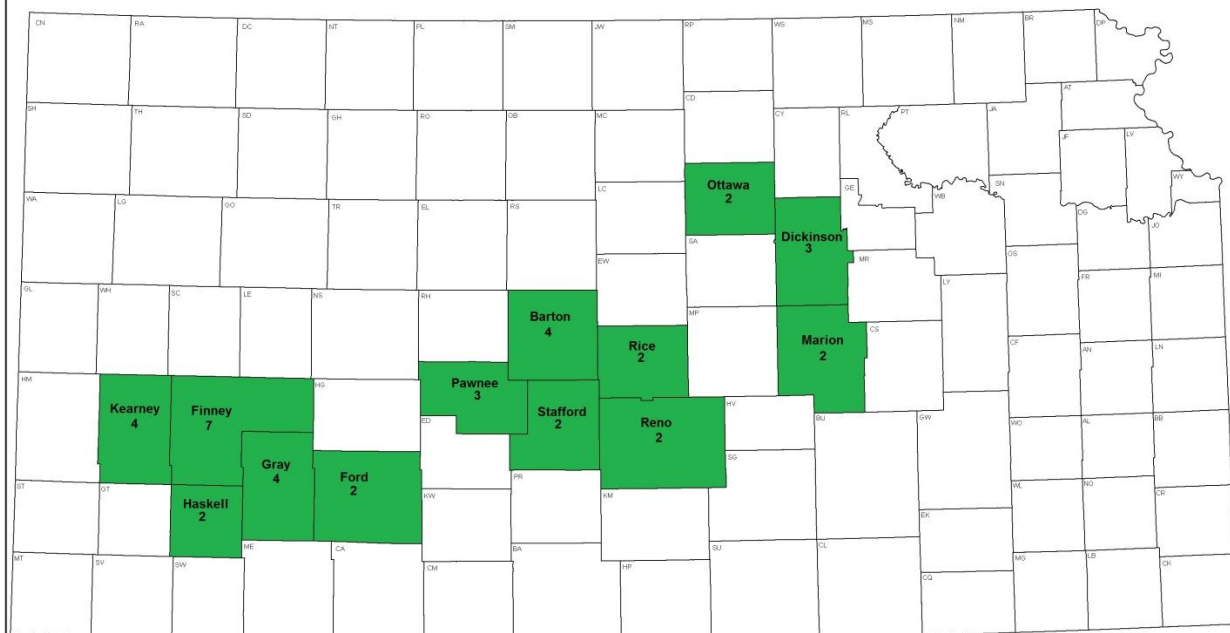 CN RA DC NT PL SM JW RP WS MS NM BR DP
SH TH SD GH RO OB MC CD CY RL PT JA AT
JF LV WY
WA LG GO TR EL RS LC
Ottawa
2
GE WB SN DG JO
SA
Dickinson
3
MR OS
GL WH SC LE NS RH EW
Barton
4
MP LY FR MI
Rice
2
Marion
2
CS CF AN LN
HM
Kearney
4
Finney
7
HG
Pawnee
3
Stafford
2
Reno
2
HV BU GW
ED WO AL BB
Gray
4
Ford
2
SG
ST GT
Haskell
2
KW PR KM WL NO CR
EK
MT SV SW ME CA CM BA HP SU CL CQ MG LB CK